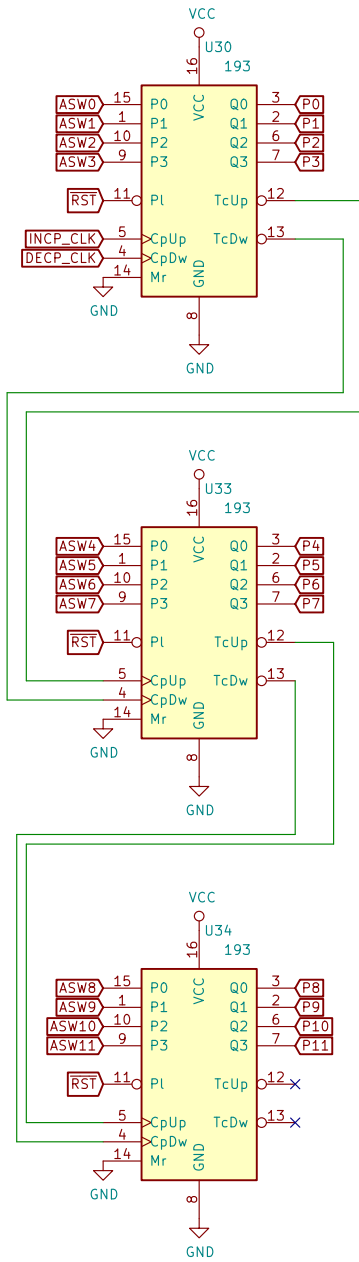 VCC
U30
193
16
ASW0 15 P0 VCC Q0 3 P0
ASW1 1 P1 Q1 2 P1
ASW2 10 P2 Q2 6 P2
ASW3 9 P3 Q3 7 P3
RST 11 Pl TcUp 12
INCP_CLK 5 CpUp TcDw 13
DECP_CLK 4 CpDw
14 Mr GND
GND
8
GND
VCC
U33
193
16
ASW4 15 P0 VCC Q0 3 P4
ASW5 1 P1 Q1 2 P5
ASW6 10 P2 Q2 6 P6
ASW7 9 P3 Q3 7 P7
RST 11 Pl TcUp 12
5 CpUp TcDw 13
4 CpDw
14 Mr GND
GND
8
GND
VCC
U34
193
16
ASW8 15 P0 VCC Q0 3 P8
ASW9 1 P1 Q1 2 P9
ASW10 10 P2 Q2 6 P10
ASW11 9 P3 Q3 7 P11
RST 11 Pl TcUp 12
5 CpUp TcDw 13
4 CpDw
14 Mr GND
GND
8
GND